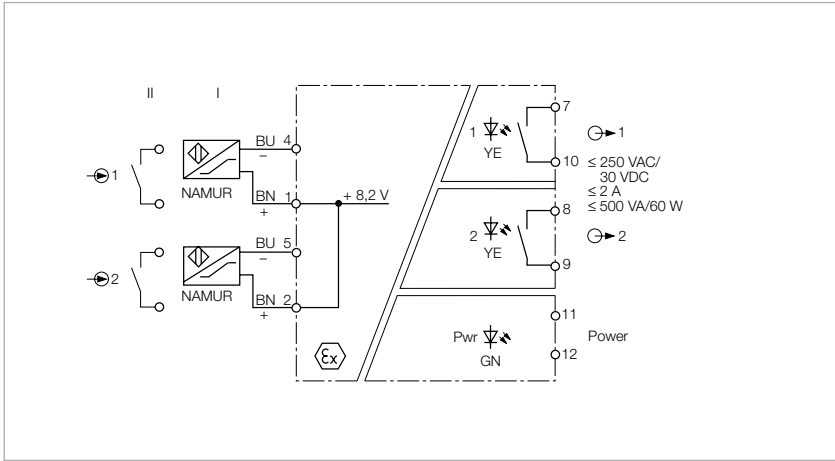 II I
BU 4
–
1
NAMUR
BN 1
+
+ 8,2 V
BU 5
–
2
NAMUR
BN 2
+
εx
7
1
YE
10
1
≤ 250 VAC/
30 VDC
≤ 2 A
≤ 500 VA/60 W
8
2
YE
2
9
11
Pwr
Power
GN
12